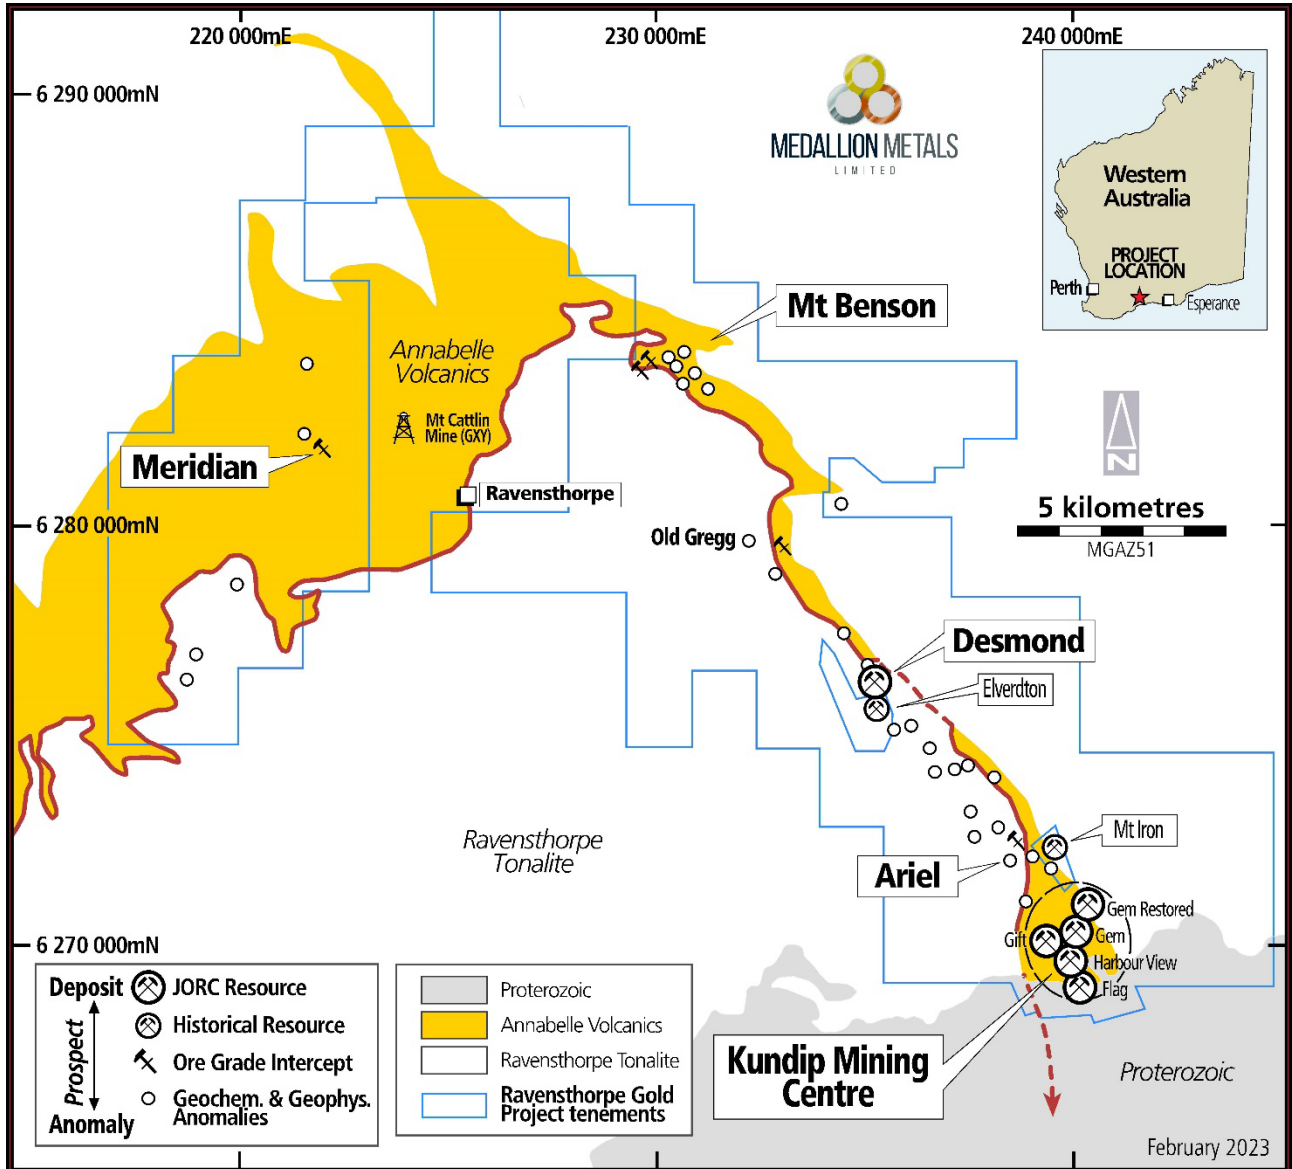 220 000mE
230 000mE
240 000mE
6 290 000mN
MEDALLION METALS
LIMITED
Western
Australia
PROJECT
LOCATION
Perth
Esperance
Mt Benson
Annabelle
Volcanics
Mt Cattlin
Mine (GXY)
Meridian
Ravensthorpe
N
5 kilometres
MGAZ51
6 280 000mN
Old Gregg
Desmond
Elverdton
Ravensthorpe
Tonalite
Mt Iron
Ariel
Gem Restored
Gem
Gift
Harbour View
Flag
6 270 000mN
Kundip Mining
Centre
Proterozoic
Deposit
JORC Resource
Historical Resource
Prospect
Ore Grade Intercept
Geochem. & Geophys.
Anomalies
Anomaly
Proterozoic
Annabelle Volcanics
Ravensthorpe Tonalite
Ravensthorpe Gold
Project tenements
February 2023